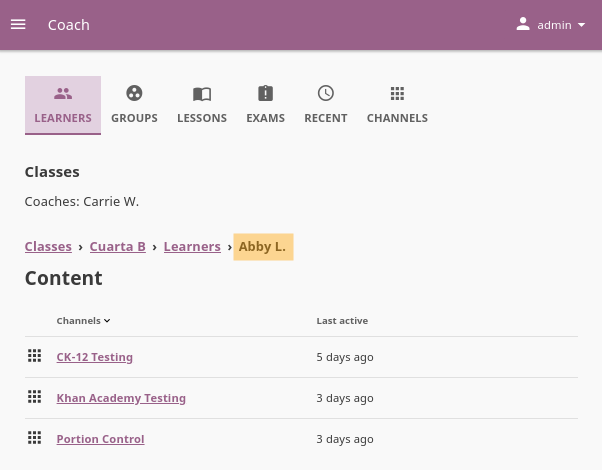 Coach
admin
LEARNERS GROUPS LESSONS EXAMS RECENT CHANNELS
Classes
Coaches: Carrie W.
Classes › Cuarta B › Learners › Abby L.
Content
Channels Last active
CK-12 Testing 5 days ago
Khan Academy Testing 3 days ago
Portion Control 3 days ago